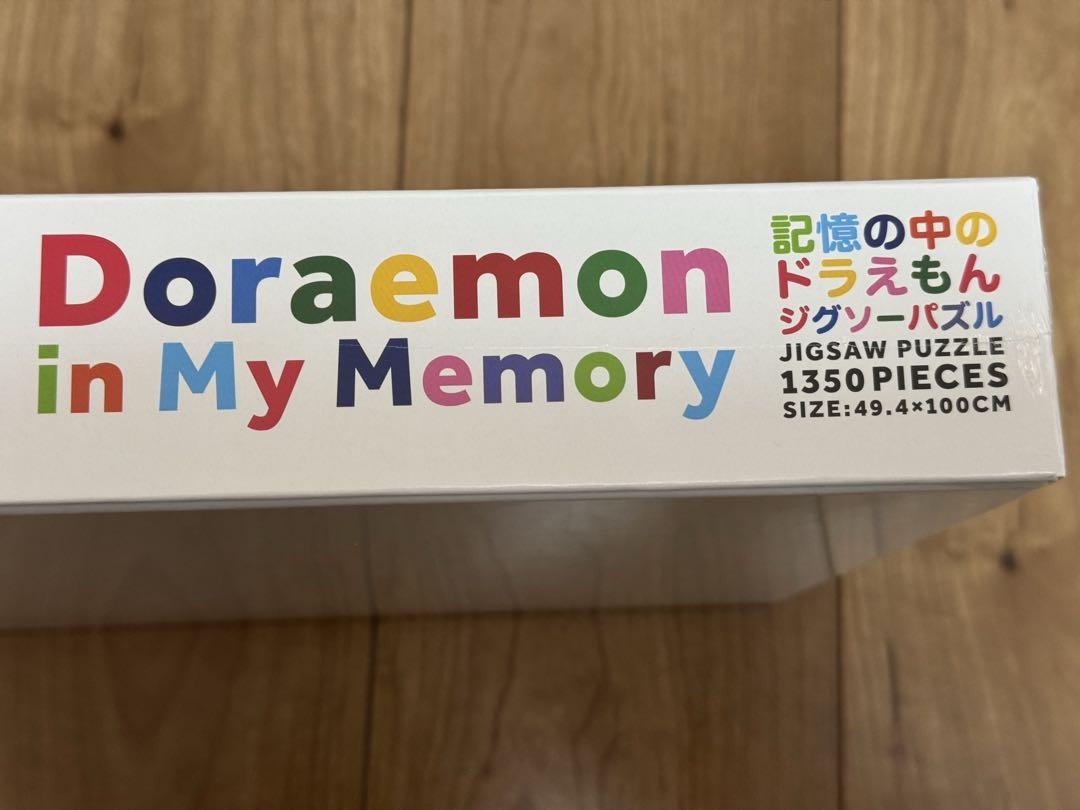 Doraemon
in My Memory
記憶の中の
ドラえもん
ジグソーパズル
JIGSAW PUZZLE
1350 PIECES
SIZE:49.4×100CM